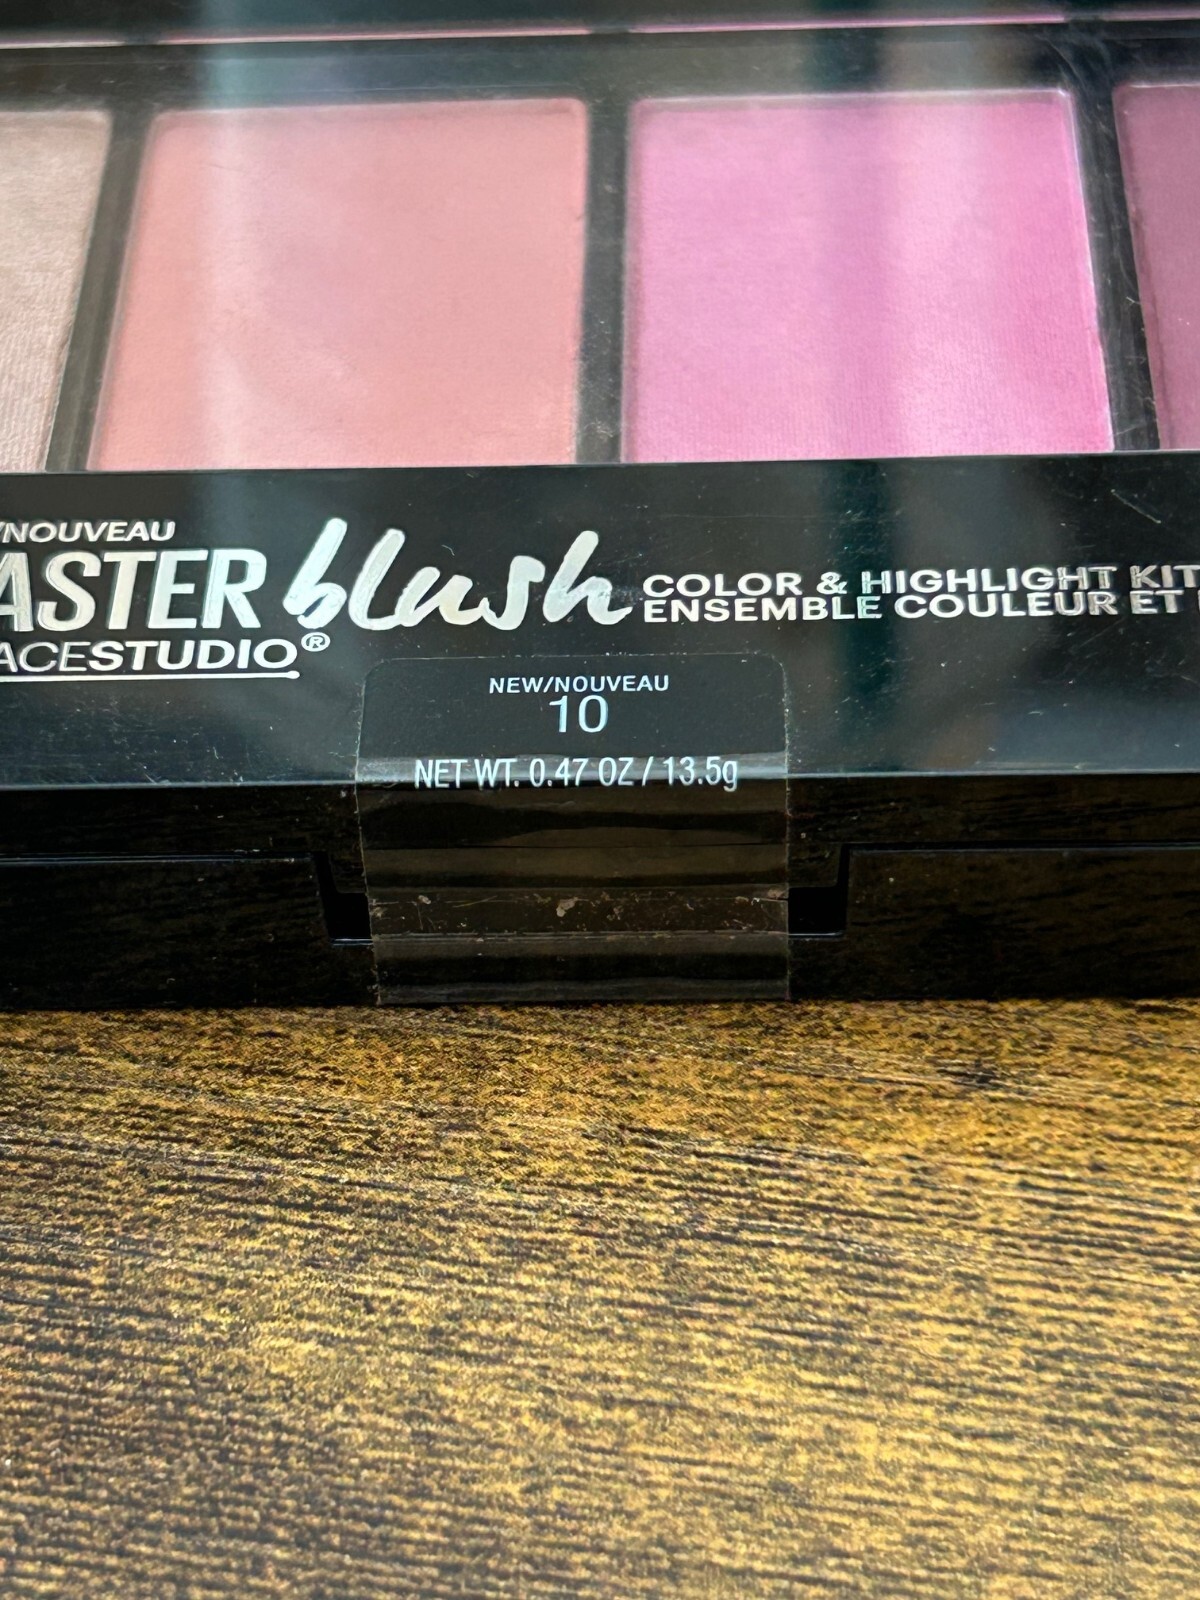 /NOUVEAU
ASTER blush
COLOR & HIGHLIGHT KIT
ENSEMBLE COULEUR ET
ACESTUDIO®
NEW/NOUVEAU
10
NET WT. 0.47 OZ / 13.5g